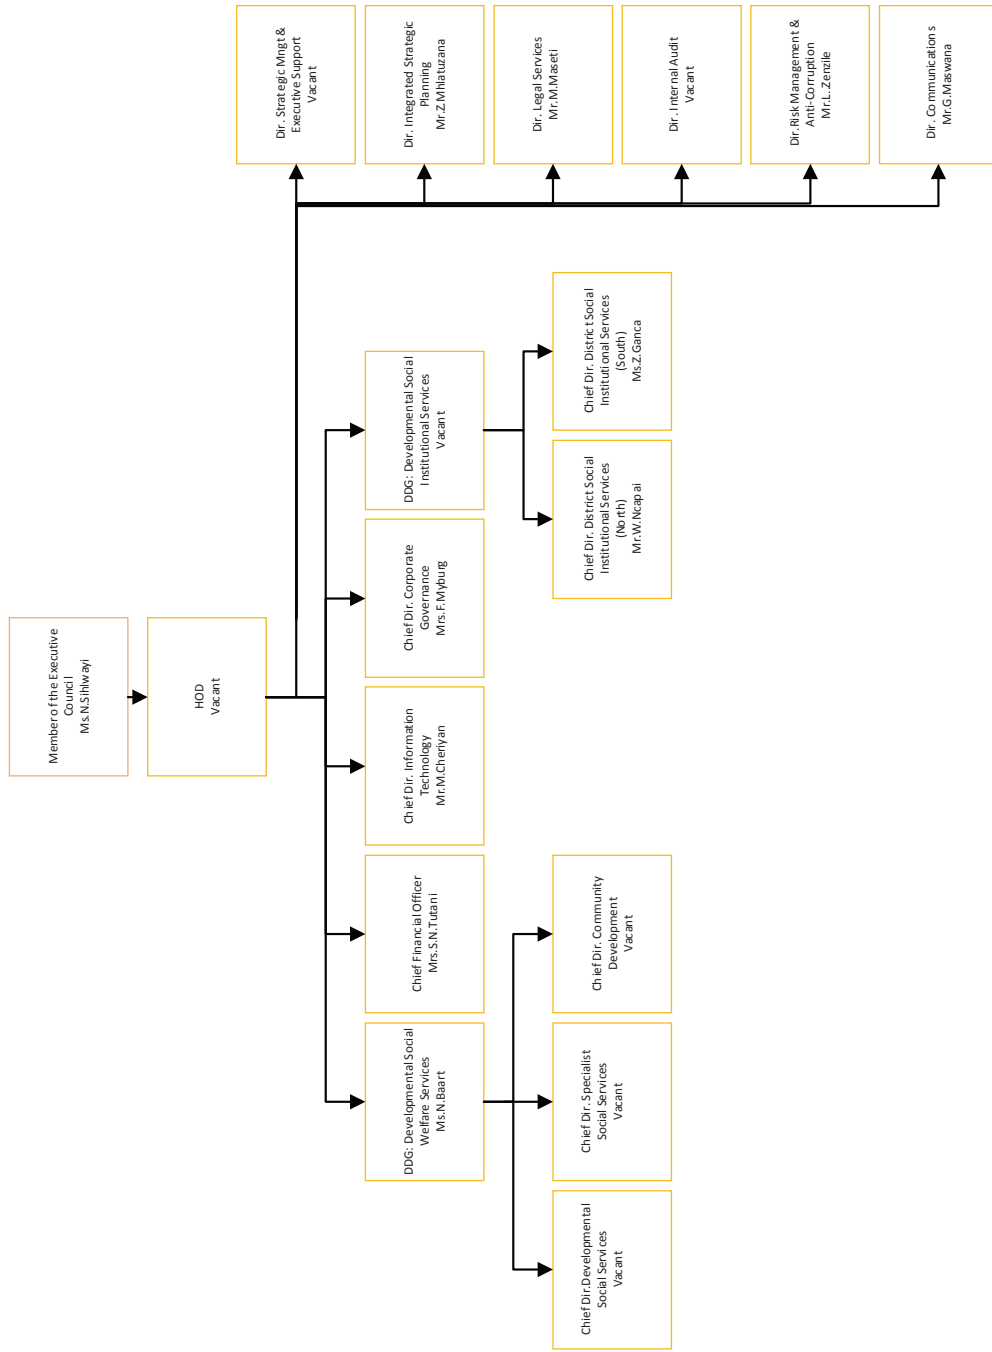 Member of the Executive
Council
Ms.N.Sihlwayi
HOD
Vacant
Dir. Strategic Mngt &
Executive Support
Vacant
Dir. Integrated Strategic
Planning
Mr.Z.Mhlatuzana
Dir. Legal Services
Mr.M.Maseti
Dir. Internal Audit
Vacant
Dir. Risk Management &
Anti-Corruption
Mr.L.Zenzile
Dir. Communications
Mr.G.Maswana
DDG: Developmental Social
Welfare Services
Ms.N.Baart
Chief Financial Officer
Mrs.S.N.Tutani
Chief Dir. Information
Technology
Mr.M.Cheriyan
Chief Dir. Corporate
Governance
Mrs.F.Myburg
DDG: Developmental Social
Institutional Services
Vacant
Chief Dir.Developmental
Social Services
Vacant
Chief Dir. Specialist
Social Services
Vacant
Chief Dir. Community
Development
Vacant
Chief Dir. District Social
Institutional Services
(North)
Mr.W.Ncapai
Chief Dir. District Social
Institutional Services
(South)
Ms.Z.Ganca